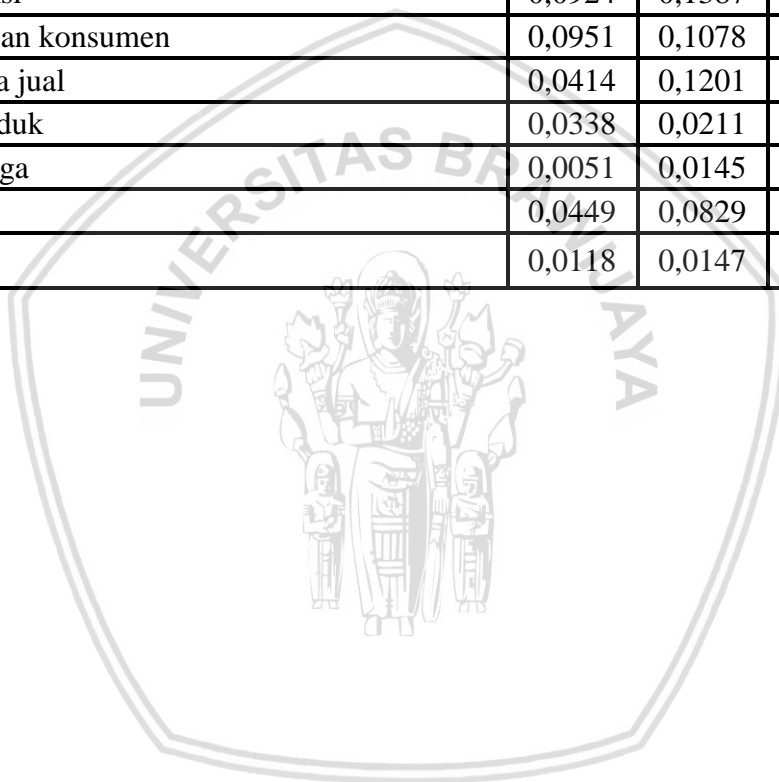 an konsumen 0,0951 0,1078
a jual 0,0414 0,1201
duk 0,0338 0,0211
ga 0,0051 0,0145
0,0449 0,0829
0,0118 0,0147
UNIVERSITAS BRAWIJAYA